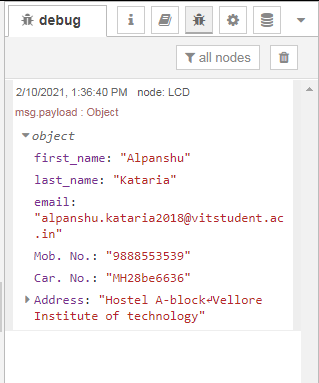 debug
all nodes
2/10/2021, 1:36:40 PM node: LCD
msg.payload : Object
object
first_name: "Alpanshu"
last_name: "Kataria"
email:
"alpanshu.kataria2018@vitstudent.ac
.in"
Mob. No.: "9888553539"
Car. No.: "MH28be6636"
Address: "Hostel A-block↵Vellore
Institute of technology"